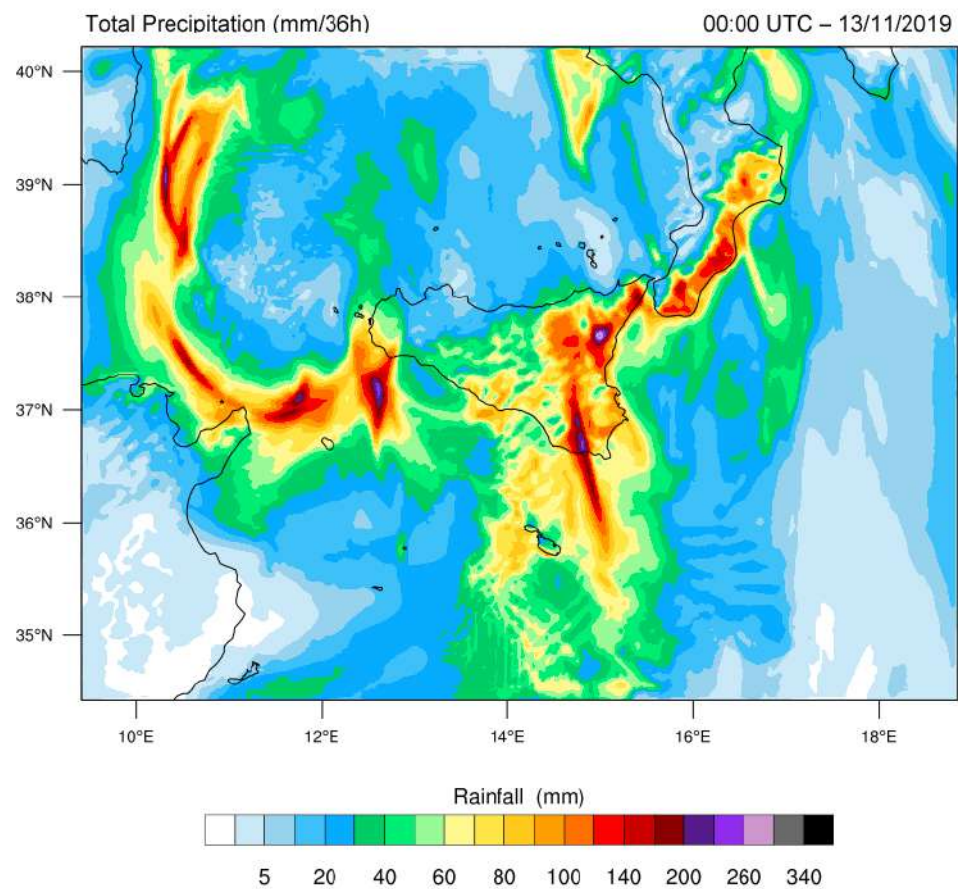 Total Precipitation (mm/36h) 00:00 UTC – 13/11/2019
40°N
39°N
38°N
37°N
36°N
35°N
10°E 12°E 14°E 16°E 18°E
Rainfall (mm)
5 20 40 60 80 100 140 200 260 340